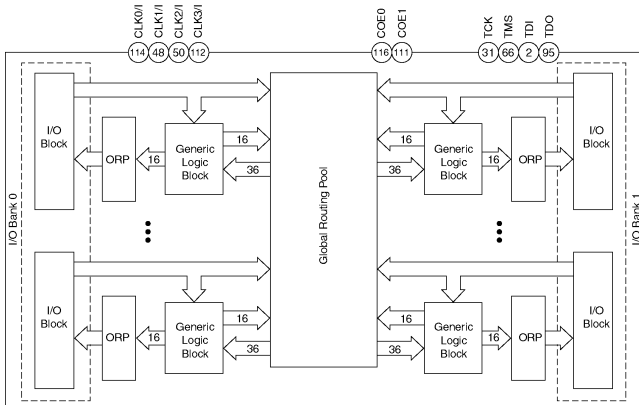 CLK0/I
CLK1/I
CLK2/I
CLK3/I
COE0
COE1
TCK
TMS
TDI
TDO
114
48
50
112
116
111
31
66
2
95
I/O Bank 0
I/O
Block
ORP
16
Generic
Logic
Block
16
36
Global Routing Pool
16
36
Generic
Logic
Block
16
ORP
I/O
Block
I/O Bank 1
I/O
Block
ORP
16
Generic
Logic
Block
16
36
16
36
Generic
Logic
Block
16
ORP
I/O
Block